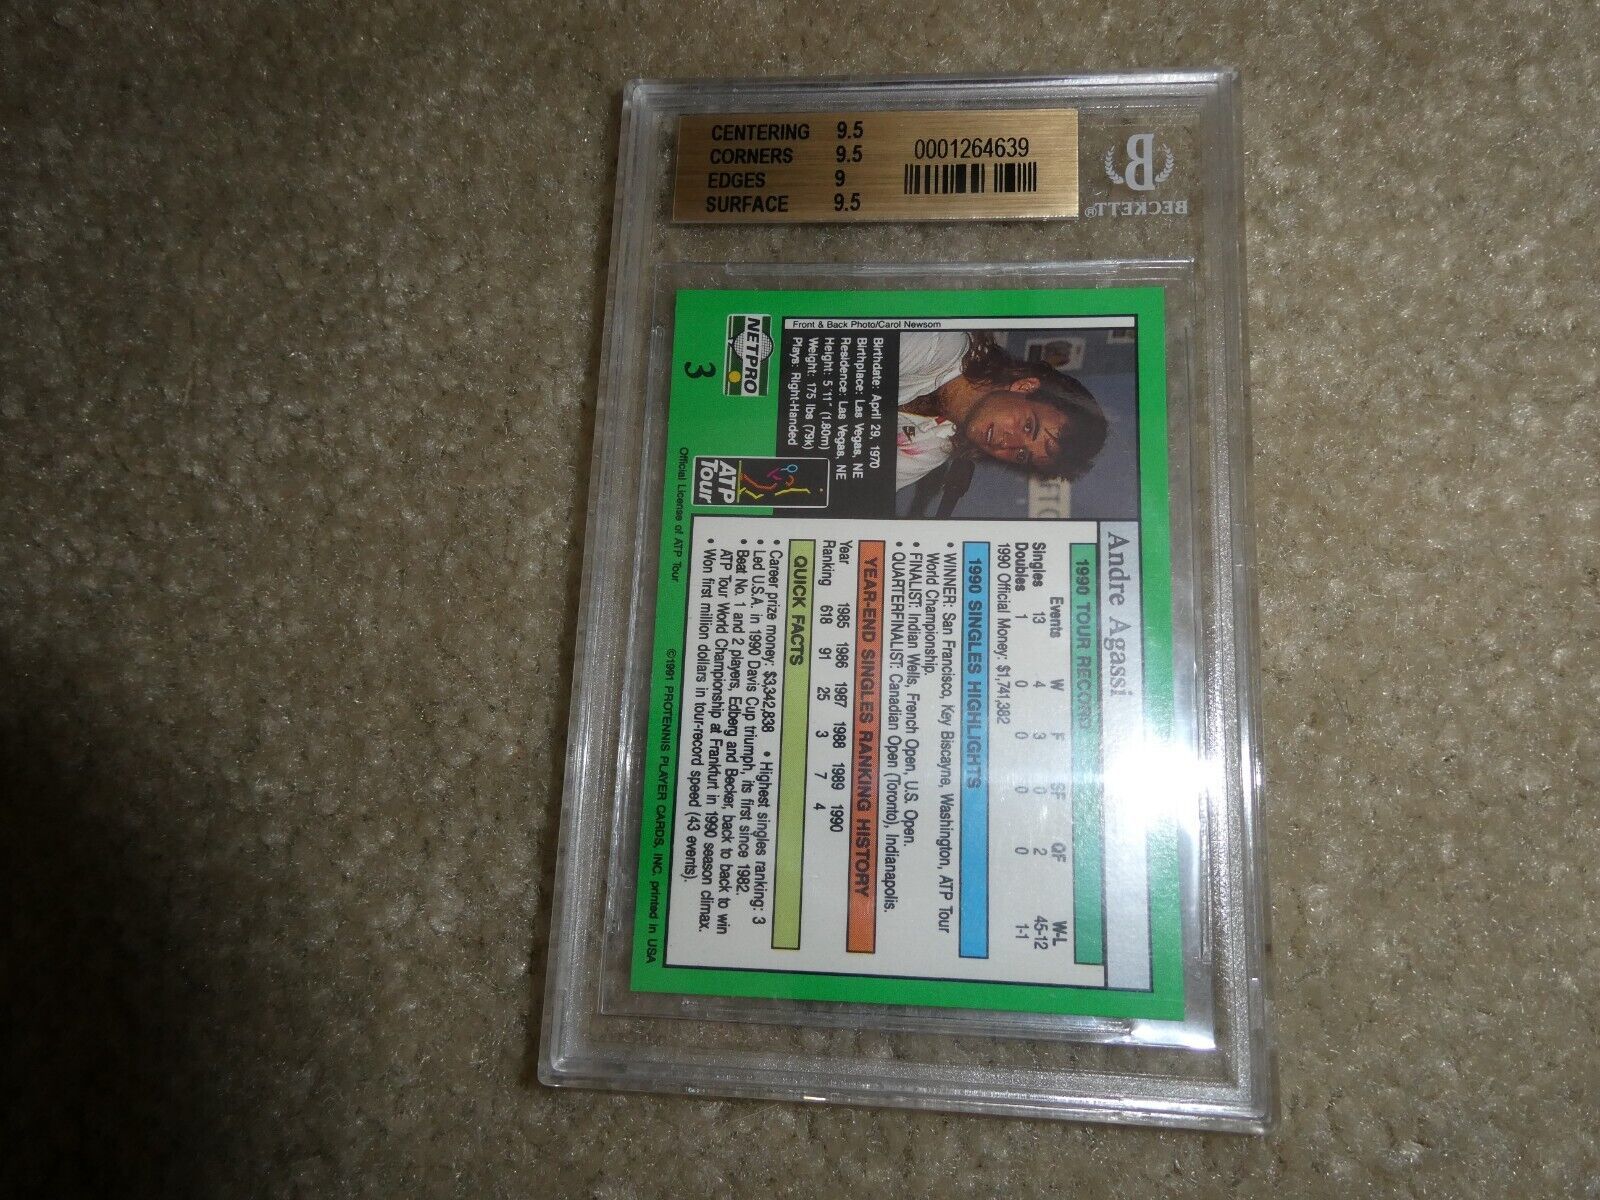 CENTERING 9.5
CORNERS 9.5
EDGES 9
SURFACE 9.5
0001264639
BECKETT®
B
Andre Agassi
1990 TOUR RECORD
Events W F SF QF W-L
Singles 13 4 3 0 2 45-12
Doubles 1 0 0 0 0 1-1
1990 Official Money: $1,741,382
1990 SINGLES HIGHLIGHTS
• WINNER: San Francisco, Key Biscayne, Washington, ATP Tour
World Championship.
• FINALIST: Indian Wells, French Open, U.S. Open.
• QUARTERFINALIST: Canadian Open (Toronto), Indianapolis.
YEAR-END SINGLES RANKING HISTORY
Year 1985 1986 1987 1988 1989 1990
Ranking 618 91 25 3 7 4
QUICK FACTS
• Career prize money: $3,342,838 • Highest singles ranking: 3
• Led U.S.A. in 1990 Davis Cup triumph, its first since 1982.
• Beat No. 1 and 2 players, Edberg and Becker, back to back to win
ATP Tour World Championship at Frankfurt in 1990 season climax.
• Won first million dollars in tour-record speed (43 events).
Front & Back Photo/Carol Newsom
Birthdate: April 29, 1970
Birthplace: Las Vegas, NE
Residence: Las Vegas, NE
Height: 5'11" (1.80m)
Weight: 175 lbs (79k)
Plays: Right-Handed
NETPRO
3
ATP
Tour
Official License of ATP Tour
©1991 PROTENNIS PLAYER CARDS, INC. printed in USA